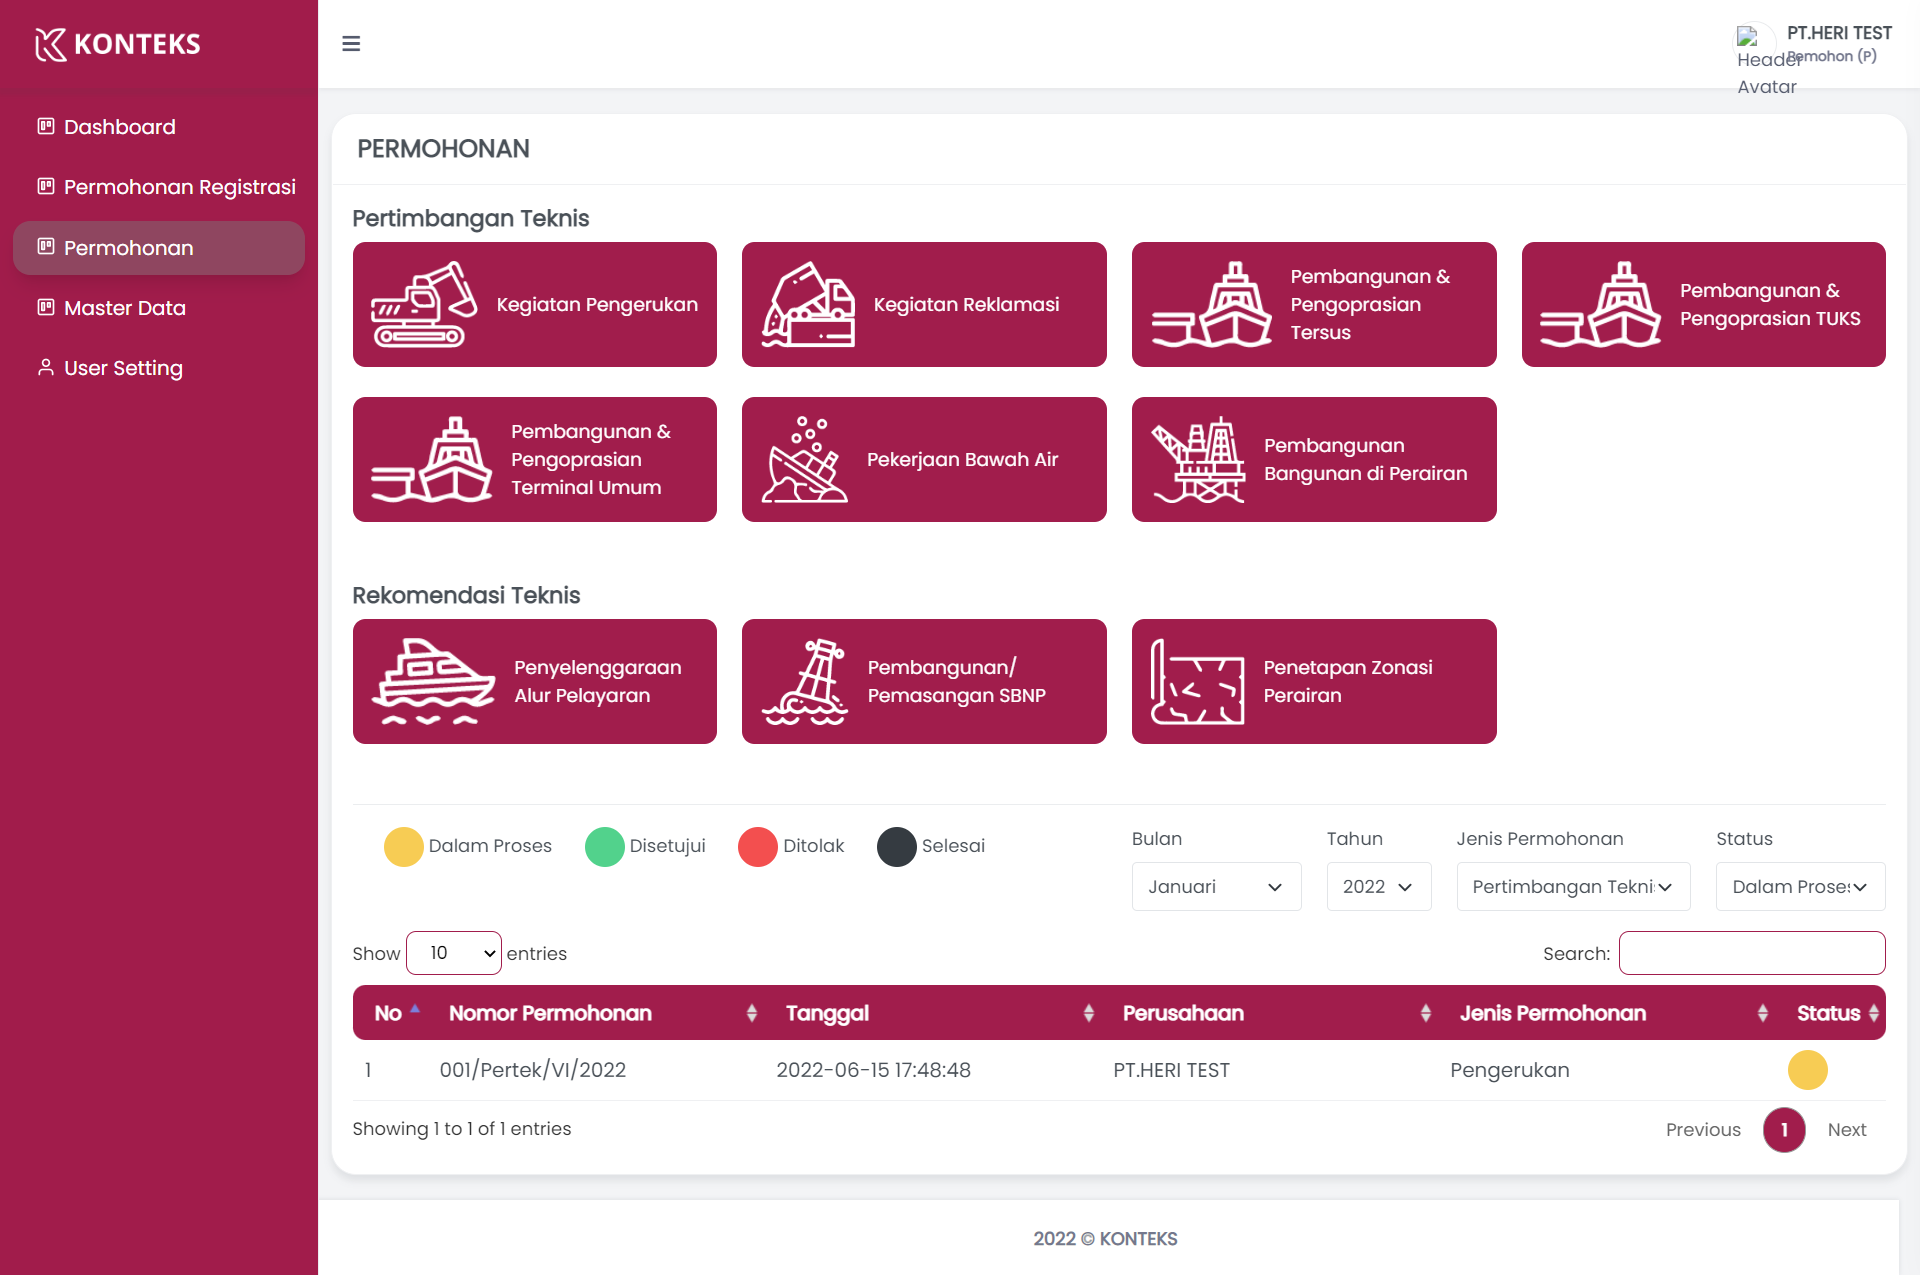 KONTEKS
Dashboard
Permohonan Registrasi
Permohonan
Master Data
User Setting
Header
Avatar
PT.HERI TEST
Pemohon (P)
PERMOHONAN
Pertimbangan Teknis
Kegiatan Pengerukan
Kegiatan Reklamasi
Pembangunan &
Pengoprasian
Tersus
Pembangunan &
Pengoprasian TUKS
Pembangunan &
Pengoprasian
Terminal Umum
Pekerjaan Bawah Air
Pembangunan
Bangunan di Perairan
Rekomendasi Teknis
Penyelenggaraan
Alur Pelayaran
Pembangunan/
Pemasangan SBNP
Penetapan Zonasi
Perairan
Dalam Proses
Disetujui
Ditolak
Selesai
Bulan
Januari
Tahun
2022
Jenis Permohonan
Pertimbangan Teknis
Status
Dalam Proses
Show 10 entries
Search:
No Nomor Permohonan Tanggal Perusahaan Jenis Permohonan Status
1 001/Pertek/VI/2022 2022-06-15 17:48:48 PT.HERI TEST Pengerukan
Showing 1 to 1 of 1 entries
Previous 1 Next
2022 © KONTEKS